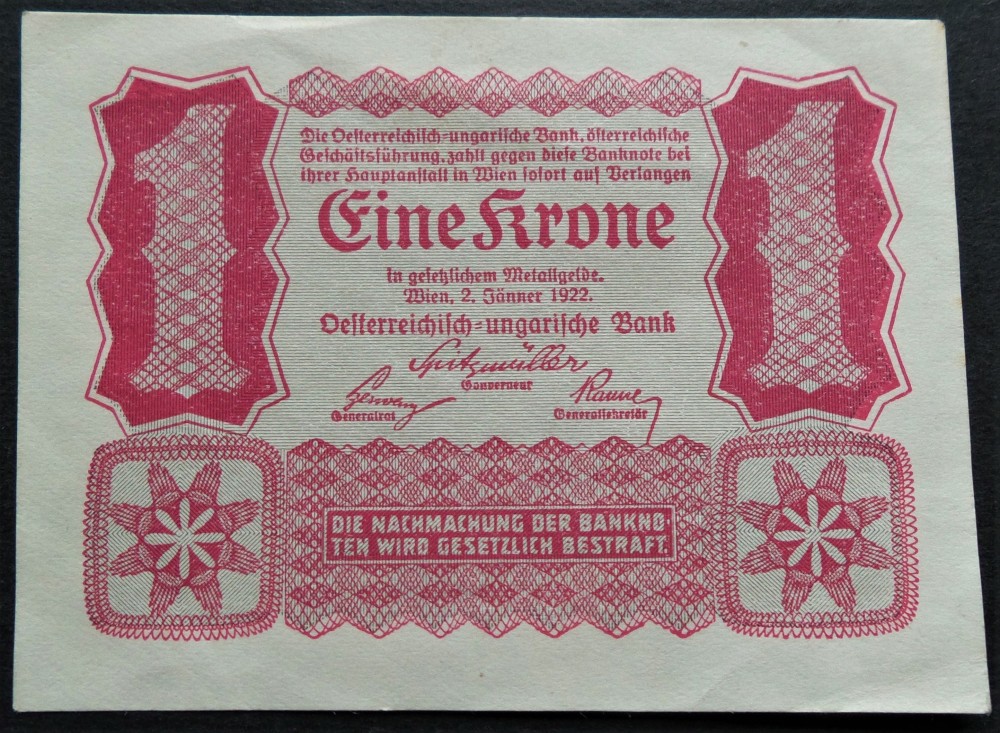 1 1
Die Oesterreichisch-ungarische Bank, österreichische
Geschäftsführung, zahlt gegen diese Banknote bei
ihrer Hauptanstalt in Wien sofort auf Verlangen
Eine Krone
in gesetzlichem Metallgelde.
Wien, 2. Jänner 1922.
Oesterreichisch-ungarische Bank
Spitzmüller
Gouverneur
Generalrat
Generalsekretär
DIE NACHMACHUNG DER BANKNO-
TEN WIRD GESETZLICH BESTRAFT.